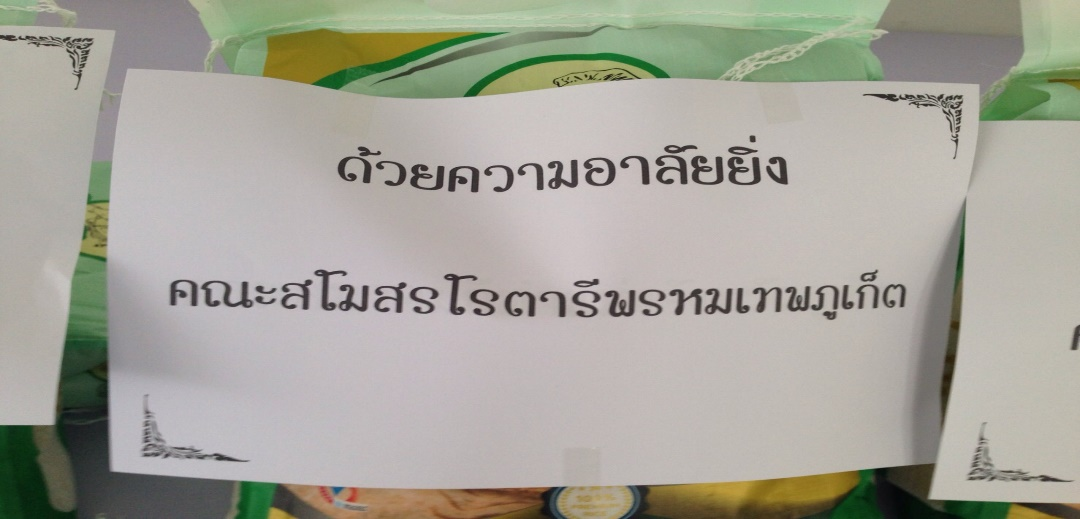 ด้วยความอาลัยยิ่ง
คณะสโมสรโรตารีพรหมเทพภูเก็ต